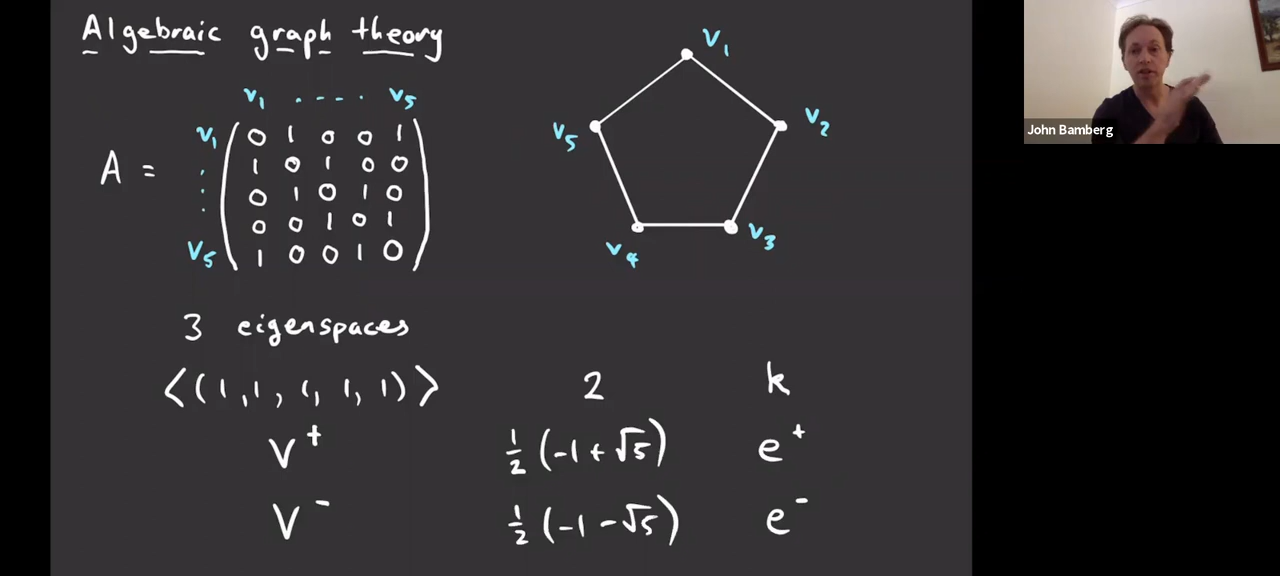 Algebraic graph theory
v₁ . . . . v₅
A =
v₁ 0 1 0 0 1
1 0 1 0 0
0 1 0 1 0
0 0 1 0 1
v₅ 1 0 0 1 0
v₁
v₂
v₃
v₄
v₅
3 eigenspaces
<(1,1,1,1,1)> 2 k
V⁺ ½(-1+√5) e⁺
V⁻ ½(-1-√5) e⁻
John Bamberg